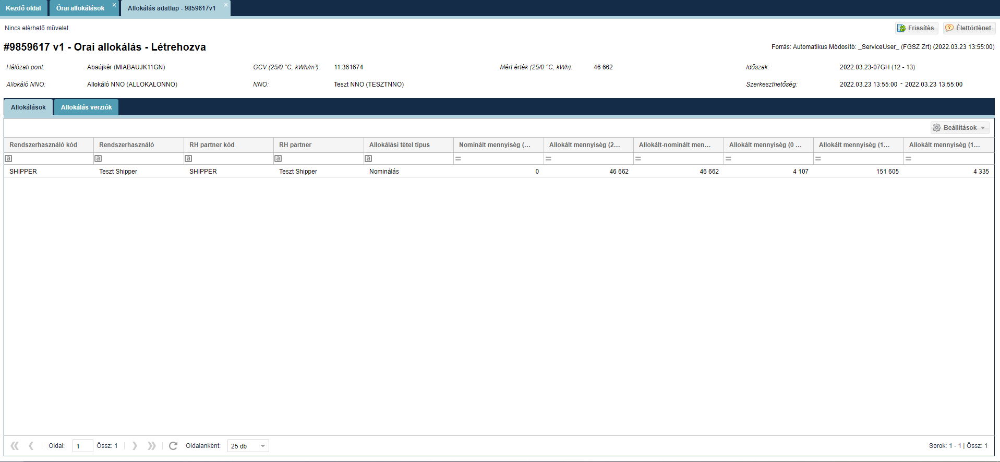 Kezdő oldal Órai allokálások Allokálás adatlap - 9859617v1
Nincs elérhető művelet Frissítés Élettörténet
#9859617 v1 - Orai allokálás - Létrehozva Forrás: Automatikus Módosító: _ServiceUser_ (FGSZ Zrt) (2022.03.23 13:55:00)
Hálózati pont: Abaújkér (MIABAUJK11GN) GCV (25/0 °C, kWh/m³): 11.361674 Mért érték (25/0 °C, kWh): 46 662 Időszak: 2022.03.23-07GH (12 - 13)
Allokáló NNO: Allokáló NNO (ALLOKALONNO) NNO: Teszt NNO (TESZTNNO) Szerkeszthetőség: 2022.03.23 13:55:00 - 2022.03.23 13:55:00
Allokálások Allokálás verziók
Beállítások
Rendszerhasználó kód Rendszerhasználó RH partner kód RH partner Allokálási tétel típus Nominált mennyiség (... Allokált mennyiség (2... Allokált-nominált men... Allokált mennyiség (0 ... Allokált mennyiség (1... Allokált mennyiség (1...
a a a a a = = = = = =
SHIPPER Teszt Shipper SHIPPER Teszt Shipper Nominálás 0 46 662 46 662 4 107 151 605 4 335
Oldal: 1 Össz: 1 Oldalanként: 25 db Sorok: 1 - 1 | Össz: 1